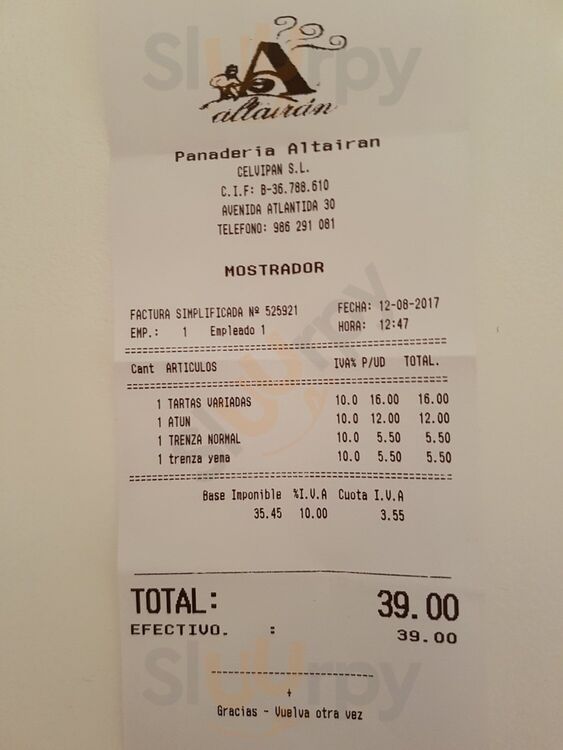 Slurrpy
A
altairán
Panaderia Altairan
CELVIPAN S.L.
C.I.F: B-36.788.610
AVENIDA ATLANTIDA 30
TELEFONO: 986 291 081
MOSTRADOR
FACTURA SIMPLIFICADA Nº 525921 FECHA: 12-08-2017
EMP.: 1 Empleado 1 HORA: 12:47
Cant ARTICULOS IVA% P/UD TOTAL.
1 TARTAS VARIADAS 10.0 16.00 16.00
1 ATUN 10.0 12.00 12.00
1 TRENZA NORMAL 10.0 5.50 5.50
1 trenza yema 10.0 5.50 5.50
Base Imponible %I.V.A Cuota I.V.A
35.45 10.00 3.55
TOTAL: 39.00
EFECTIVO. : 39.00
Slurrpy
Gracias - Vuelva otra vez